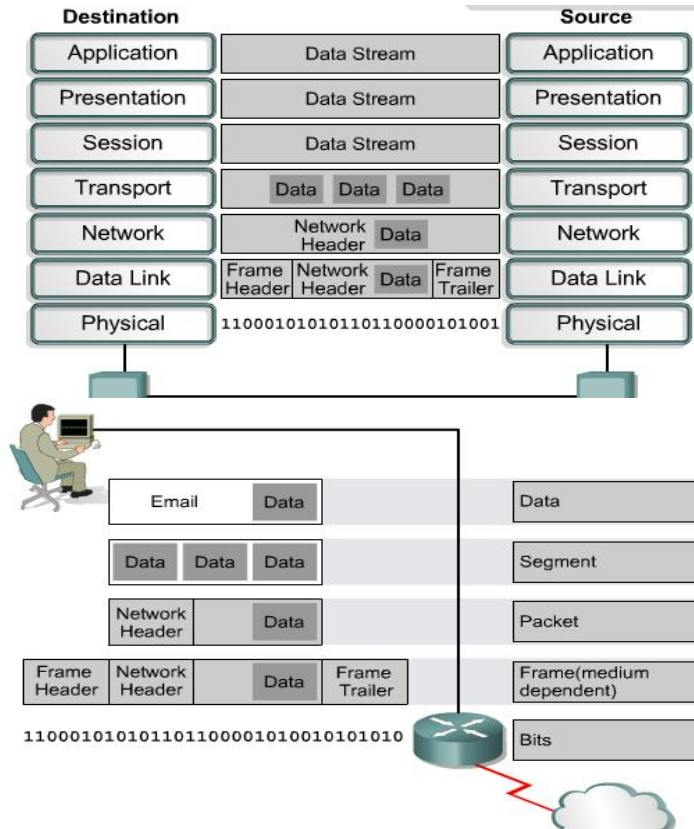 Destination Source
Application Data Stream Application
Presentation Data Stream Presentation
Session Data Stream Session
Transport Data Data Data Transport
Network Network Header Data Network
Data Link Frame Header Network Header Data Frame Trailer Data Link
Physical 11000101010110110000101001 Physical
Email Data Data
Data Data Data Segment
Network Header Data Packet
Frame Header Network Header Data Frame Trailer Frame(medium dependent)
1100010101011011000010100101010 10 Bits